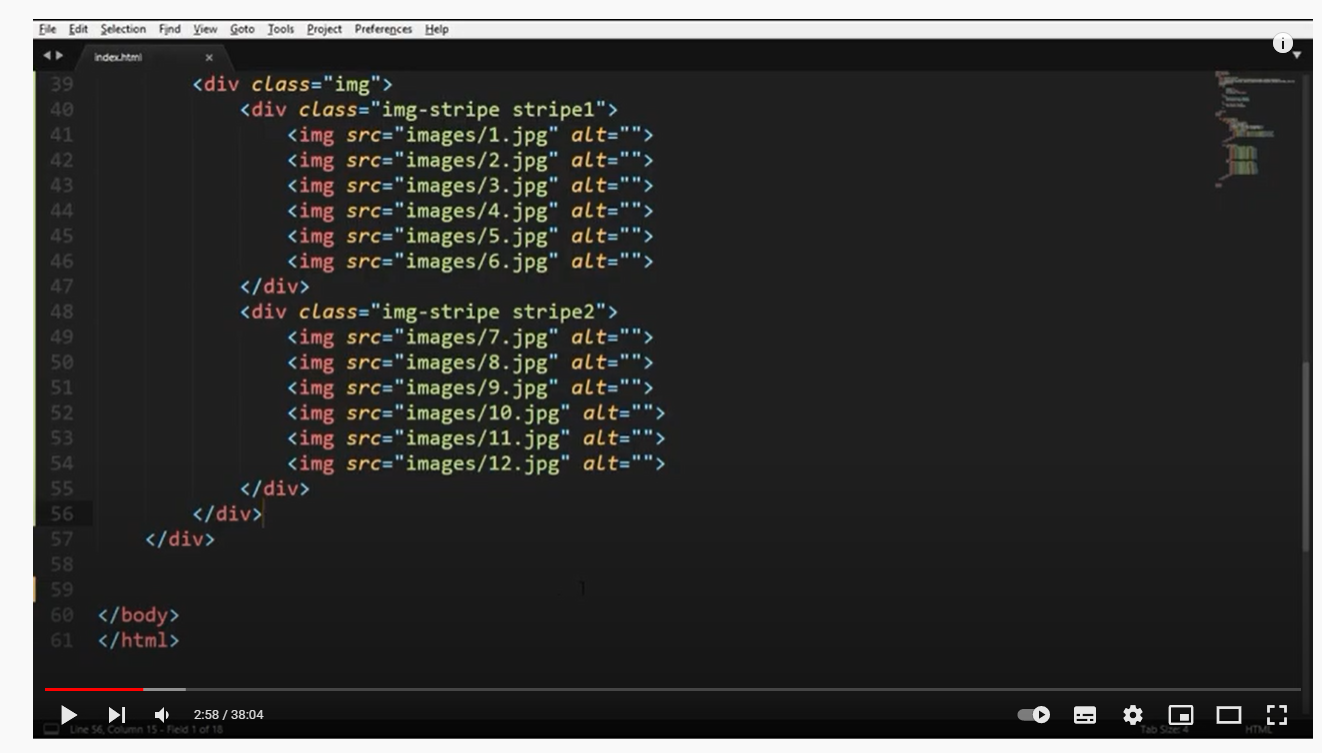 File Edit Selection Find View Goto Tools Project Preferences Help
index.html ×
39 <div class="img">
40 <div class="img-stripe stripe1">
41 <img src="images/1.jpg" alt="">
42 <img src="images/2.jpg" alt="">
43 <img src="images/3.jpg" alt="">
44 <img src="images/4.jpg" alt="">
45 <img src="images/5.jpg" alt="">
46 <img src="images/6.jpg" alt="">
47 </div>
48 <div class="img-stripe stripe2">
49 <img src="images/7.jpg" alt="">
50 <img src="images/8.jpg" alt="">
51 <img src="images/9.jpg" alt="">
52 <img src="images/10.jpg" alt="">
53 <img src="images/11.jpg" alt="">
54 <img src="images/12.jpg" alt="">
55 </div>
56 </div>
57 </div>
58
59
60 </body>
61 </html>
2:58 / 38:04
Line 56, Column 15 - Field 1 of 18 Tab Size: 4 HTML